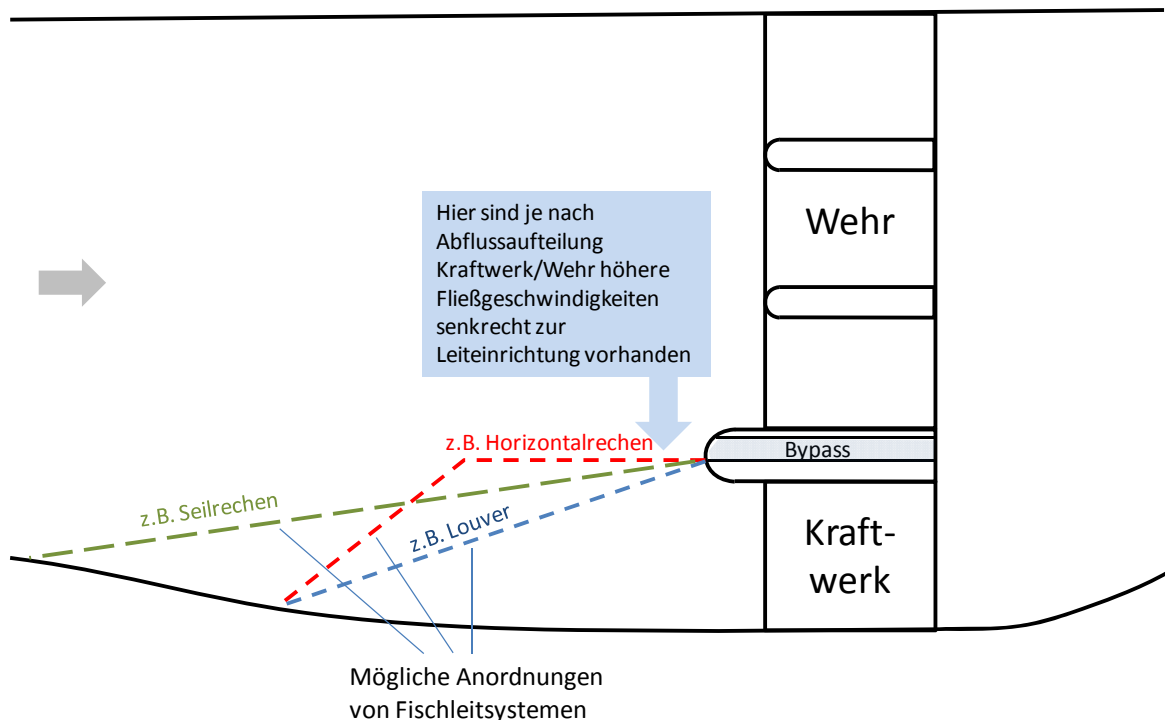 Hier sind je nach
Abflussaufteilung
Kraftwerk/Wehr höhere
Fließgeschwindigkeiten
senkrecht zur
Leiteinrichtung vorhanden
Wehr
z.B. Horizontalrechen
Bypass
z.B. Seilrechen
z.B. Louver
Kraft-
werk
Mögliche Anordnungen
von Fischleitsystemen